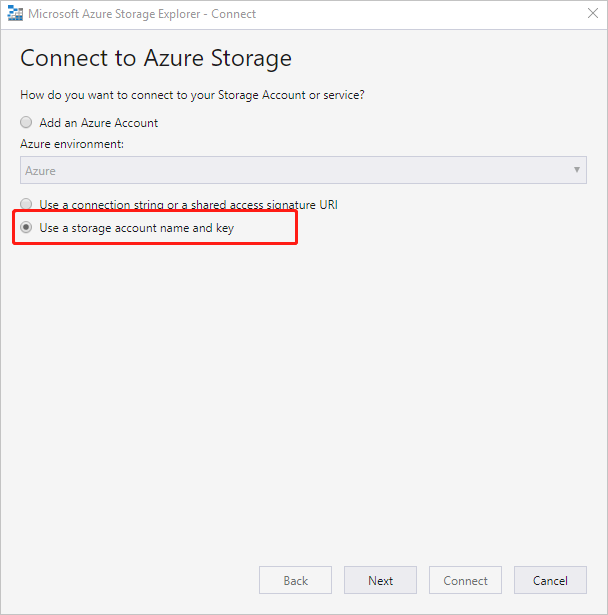 Microsoft Azure Storage Explorer - Connect
Connect to Azure Storage
How do you want to connect to your Storage Account or service?
Add an Azure Account
Azure environment:
Azure
Use a connection string or a shared access signature URI
Use a storage account name and key
Back Next Connect Cancel